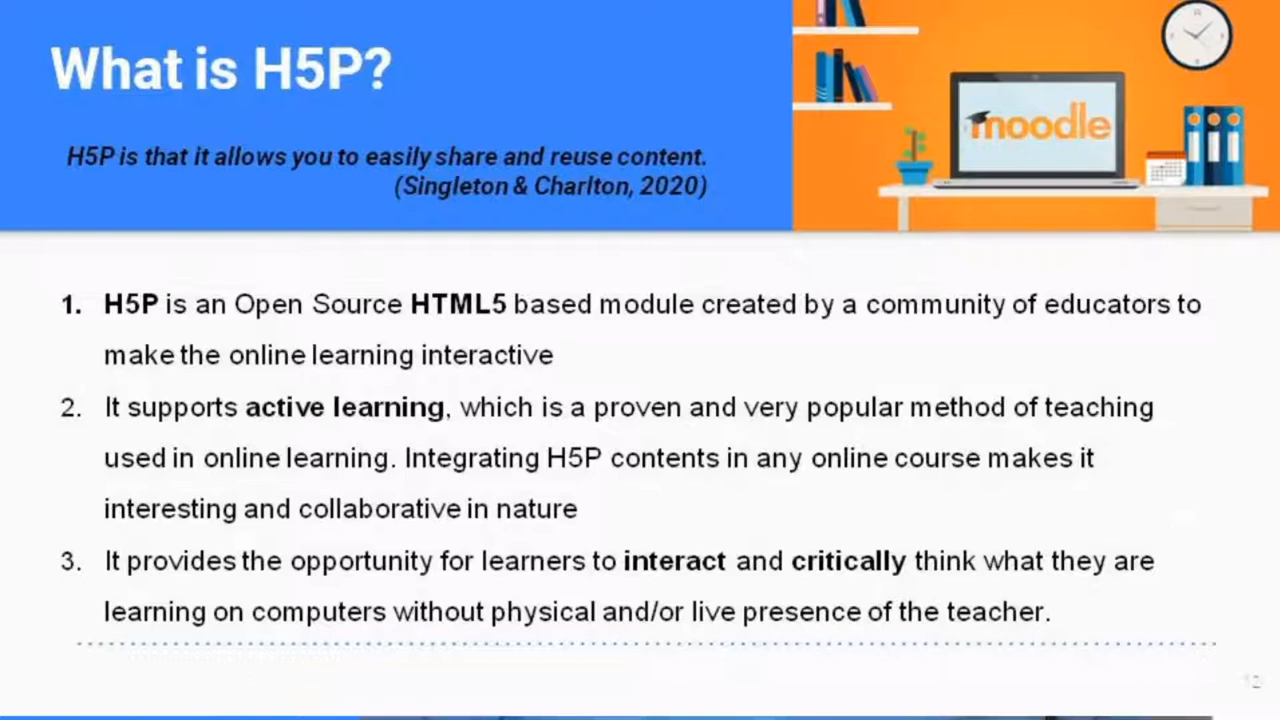 What is H5P?
H5P is that it allows you to easily share and reuse content.
(Singleton & Charlton, 2020)
moodle
1. H5P is an Open Source HTML5 based module created by a community of educators to
make the online learning interactive
2. It supports active learning, which is a proven and very popular method of teaching
used in online learning. Integrating H5P contents in any online course makes it
interesting and collaborative in nature
3. It provides the opportunity for learners to interact and critically think what they are
learning on computers without physical and/or live presence of the teacher.
12